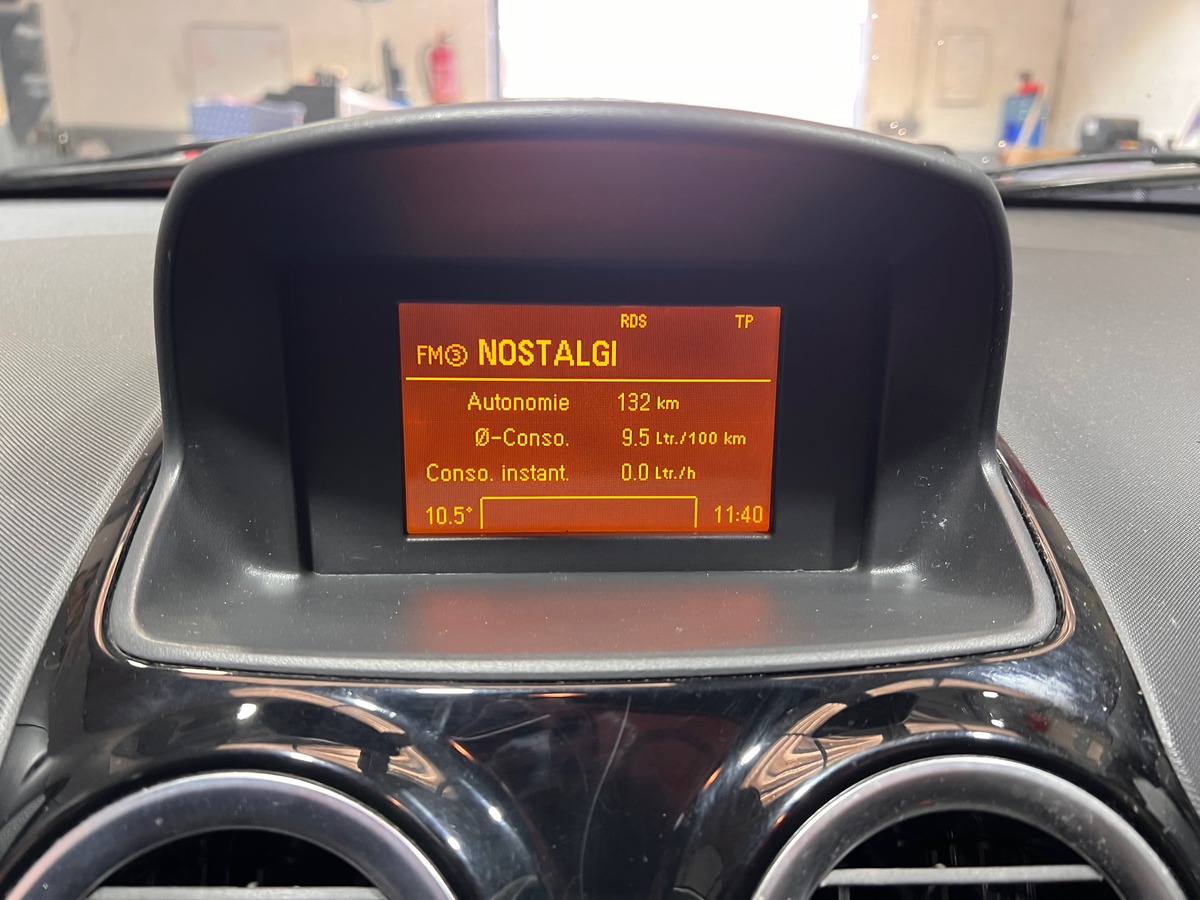 RDS TP
FM③ NOSTALGI
Autonomie 132 km
Ø-Conso. 9.5 Ltr./100 km
Conso. instant. 0.0 Ltr./h
10.5° 11:40